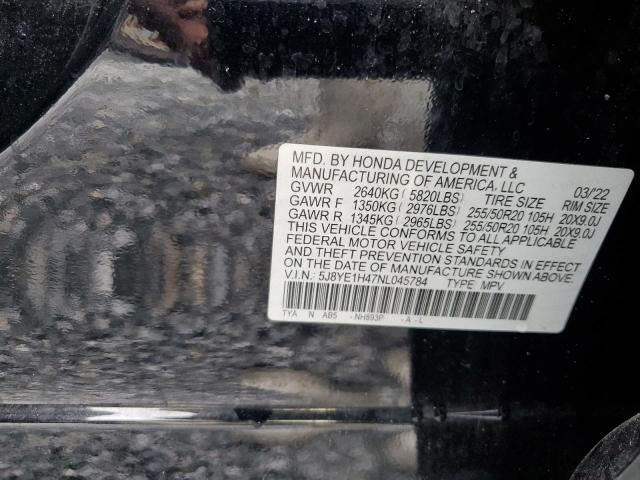 MFD. BY HONDA DEVELOPMENT &
MANUFACTURING OF AMERICA, LLC 03/22
GVWR 2640KG (5820LBS) TIRE SIZE RIM SIZE
GAWR F 1350KG (2976LBS) 255/50R20 105H 20X9.0J
GAWR R 1345KG (2965LBS) 255/50R20 105H 20X9.0J
THIS VEHICLE CONFORMS TO ALL APPLICABLE
FEDERAL MOTOR VEHICLE SAFETY
AND THEFT PREVENTION STANDARDS IN EFFECT
ON THE DATE OF MANUFACTURE SHOWN ABOVE.
V.I.N.: 5J8YE1H47NL045784 TYPE MPV
TYA N AB5 -NH893P -A-L